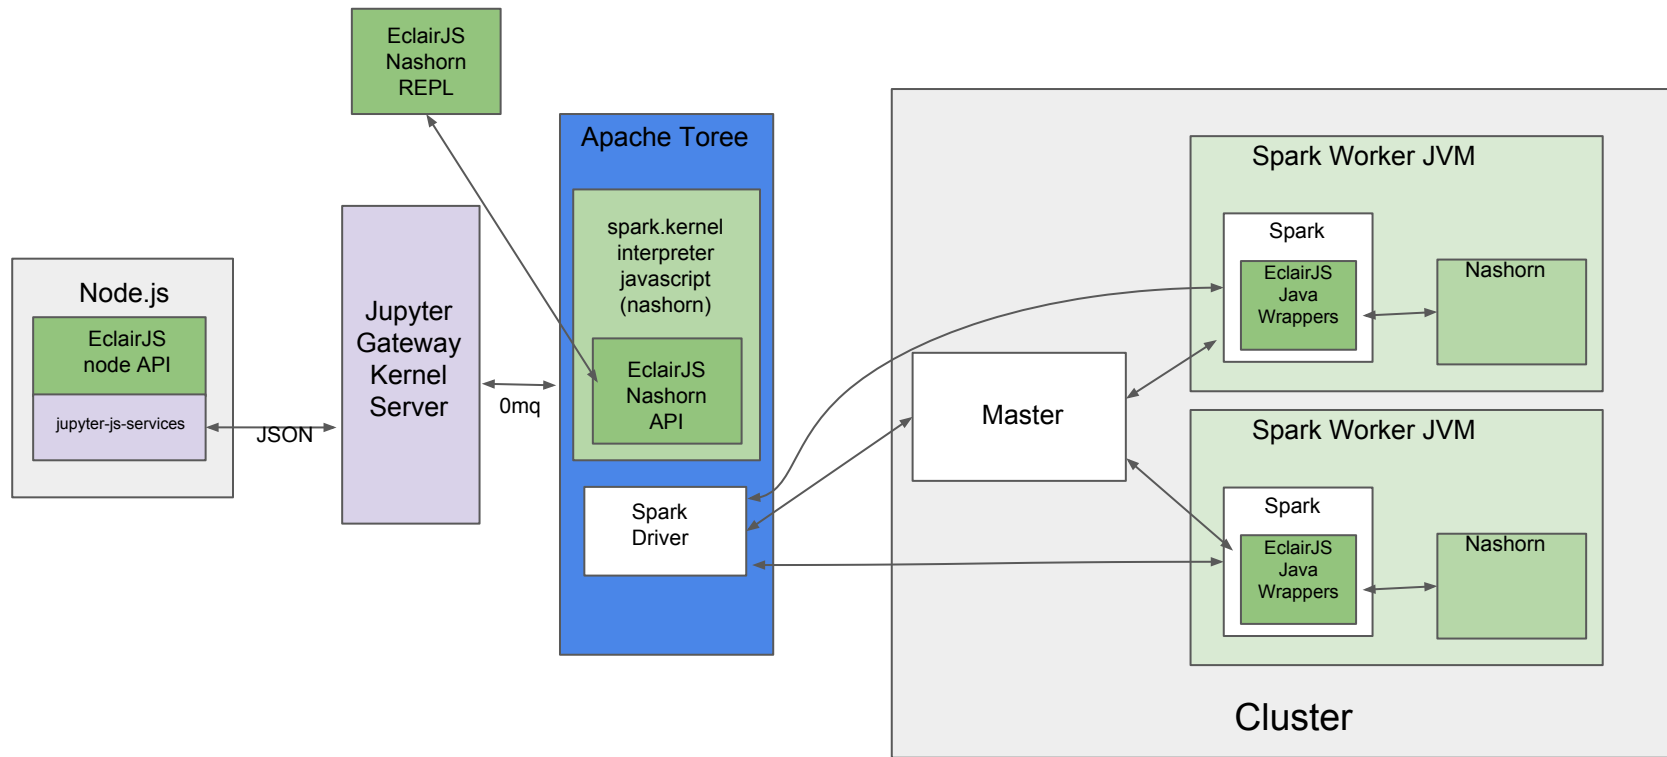 EclairJS
Nashorn
REPL
Node.js
EclairJS
node API
jupyter-js-services
JSON
Jupyter
Gateway
Kernel
Server
0mq
Apache Toree
spark.kernel
interpreter
javascript
(nashorn)
EclairJS
Nashorn
API
Spark
Driver
Master
Spark Worker JVM
Spark
EclairJS
Java
Wrappers
Nashorn
Spark Worker JVM
Spark
EclairJS
Java
Wrappers
Nashorn
Cluster